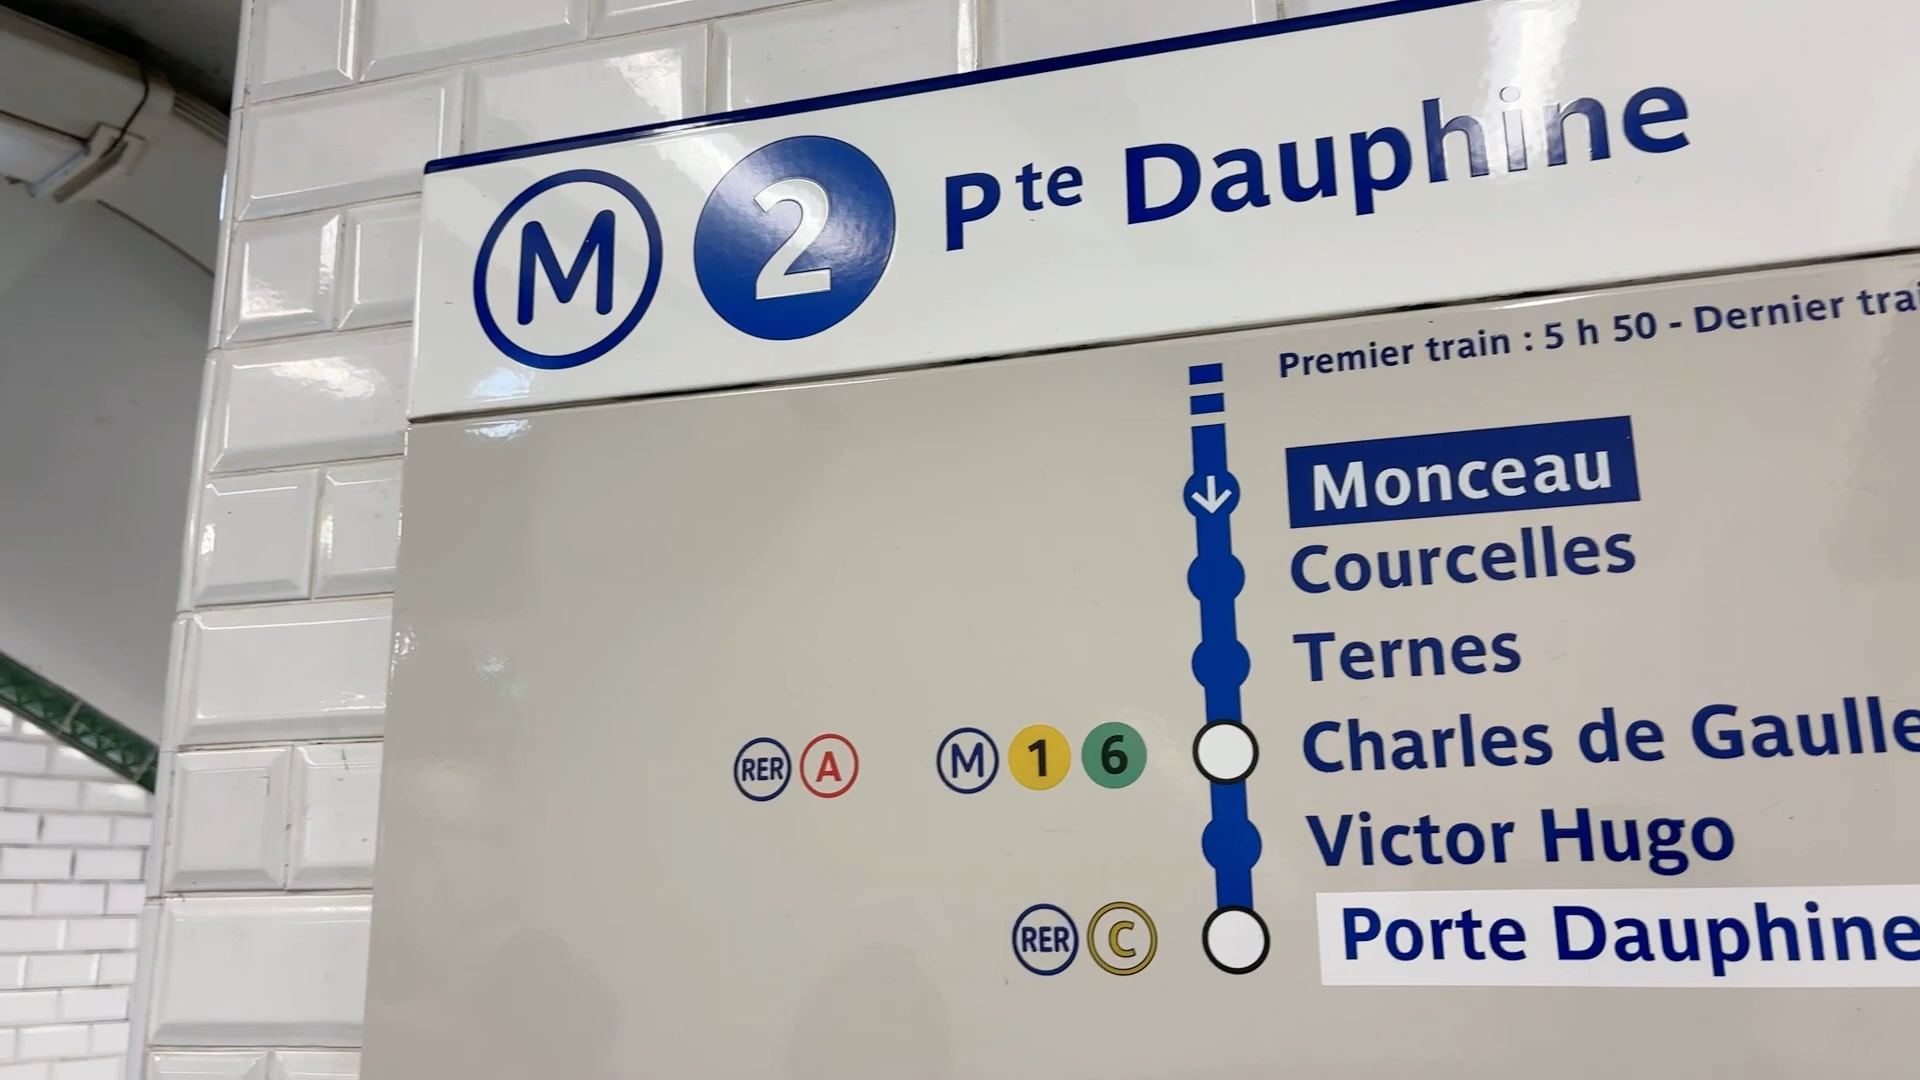 M 2 Pte Dauphine
Premier train : 5 h 50 - Dernier
Monceau
Courcelles
Ternes
RER A M 1 6 Charles de Gaulle
Victor Hugo
RER C Porte Dauphine